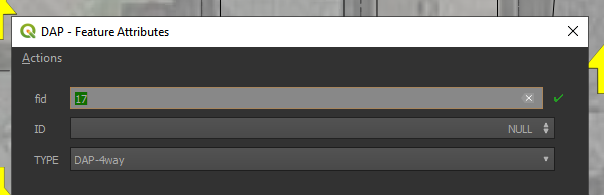 DAP - Feature Attributes
Actions
fid 17
ID NULL
TYPE DAP-4way